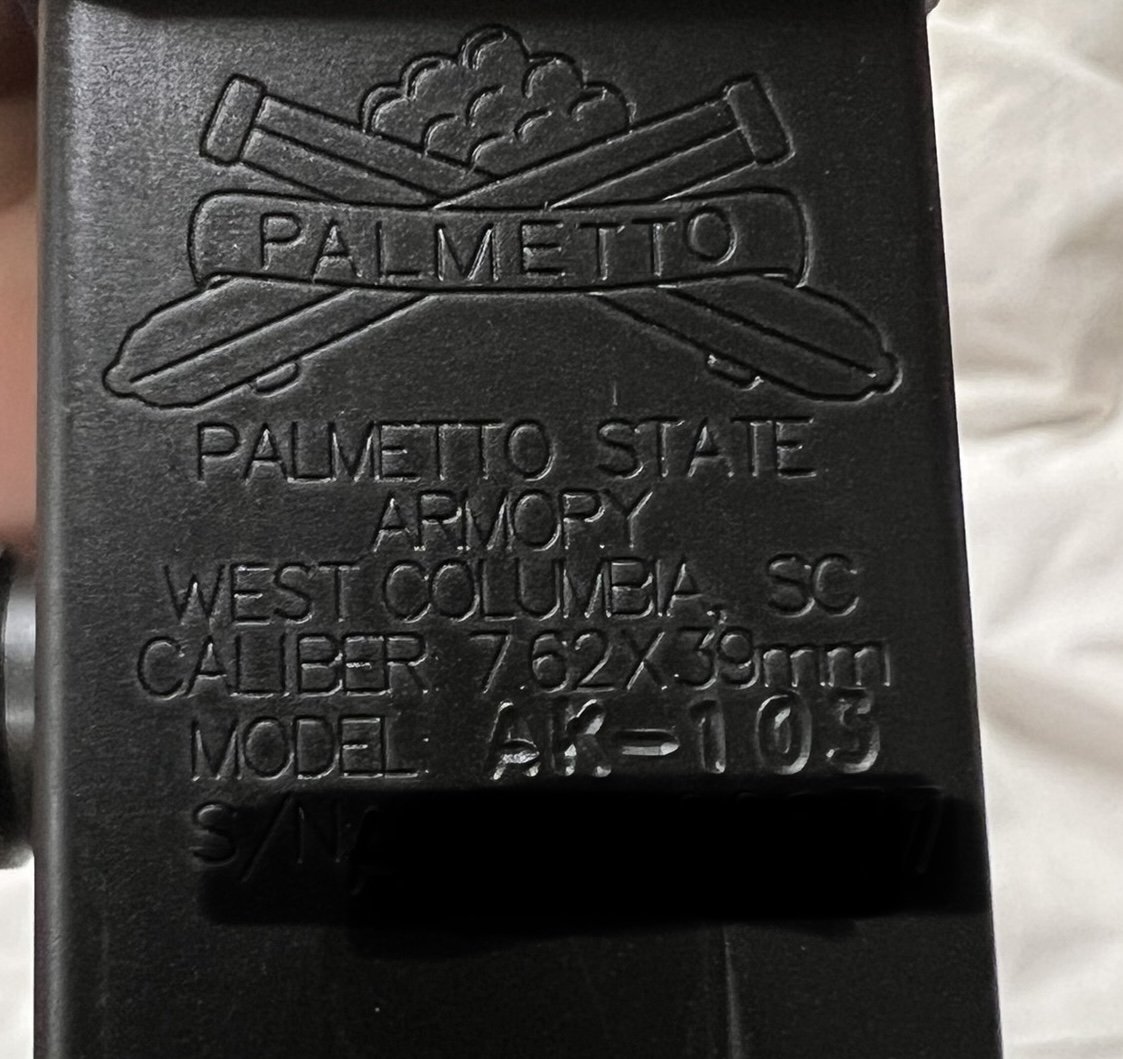 PALMETTO
PALMETTO STATE
ARMORY
WEST COLUMBIA, SC
CALIBER: 7.62X39mm
MODEL: AK-103
S/N